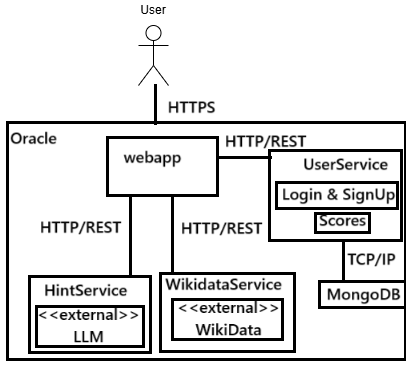 User
HTTPS
Oracle
webapp
HTTP/REST
UserService
Login & SignUp
Scores
HTTP/REST
HTTP/REST
TCP/IP
HintService
<<external>>
LLM
WikidataService
<<external>>
WikiData
MongoDB